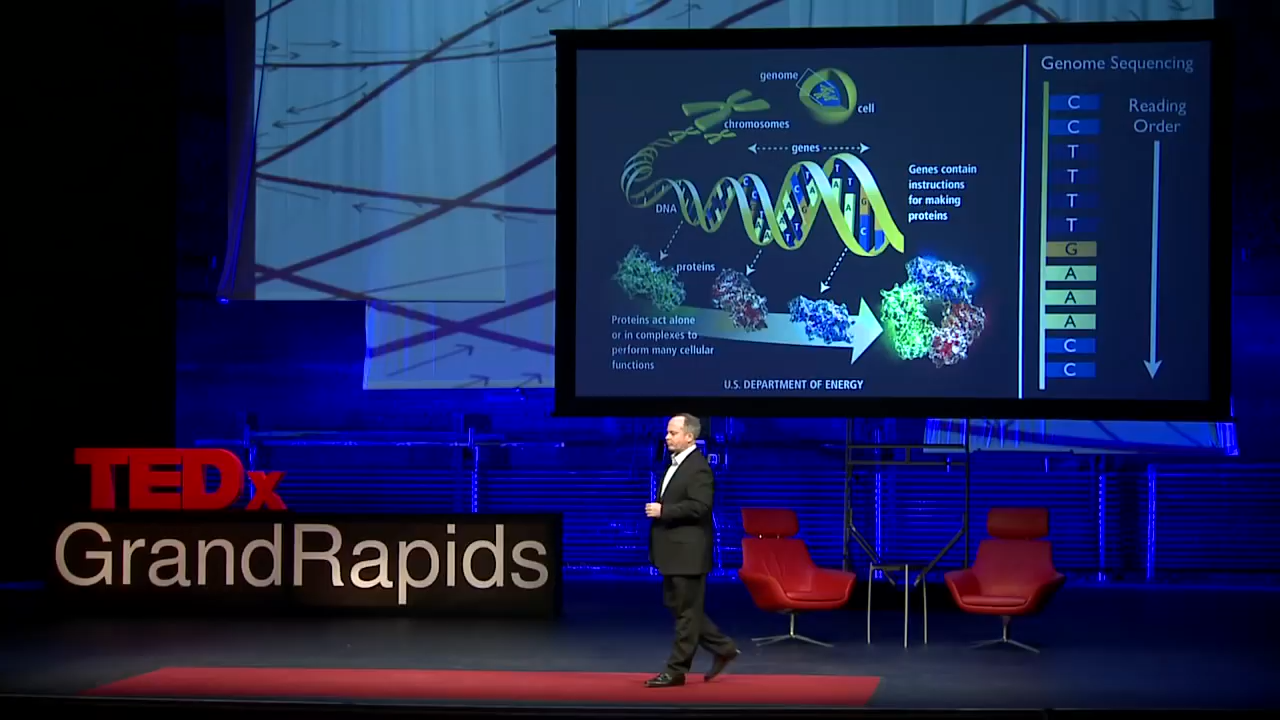 genome
cell
chromosomes
genes
DNA
Genes contain
instructions
for making
proteins
proteins
Proteins act alone
or in complexes to
perform many cellular
functions
U.S. DEPARTMENT OF ENERGY
Genome Sequencing
Reading
Order
C
C
T
T
T
T
G
A
A
A
C
C
TEDx
GrandRapids